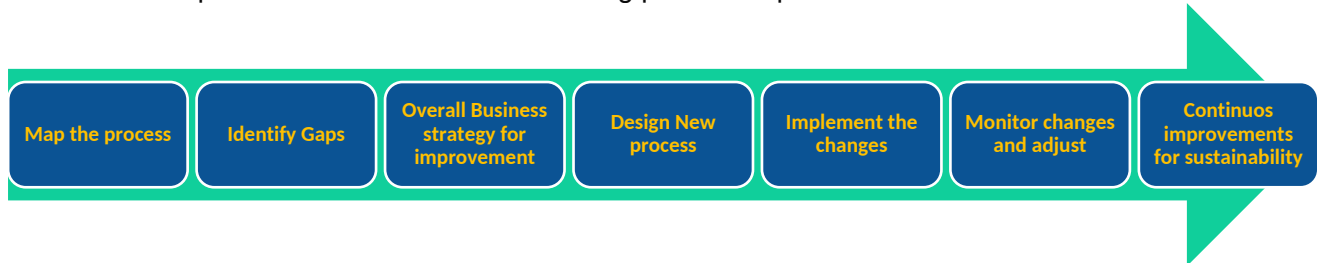 Map the process
Identify Gaps
Overall Business
strategy for
improvement
Design New
process
Implement the
changes
Monitor changes
and adjust
Continuos
improvements
for sustainability